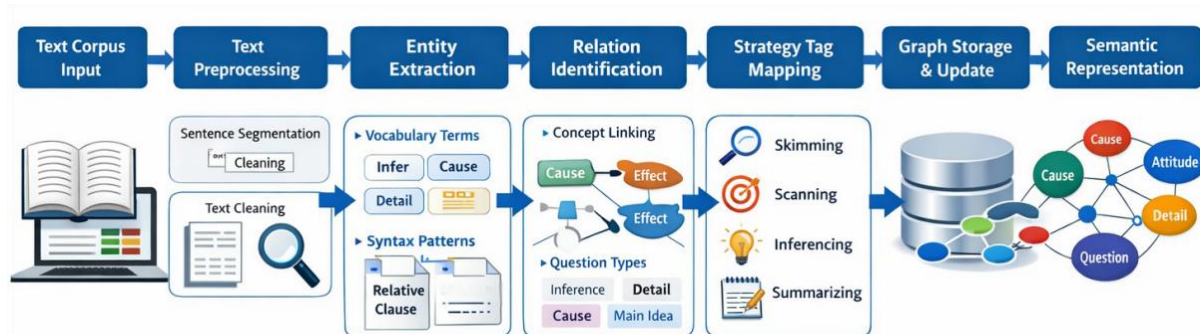 Text Corpus
Input
Text
Preprocessing
Entity
Extraction
Relation
Identification
Strategy Tag
Mapping
Graph Storage
& Update
Semantic
Representation
Sentence Segmentation
Cleaning
Text Cleaning
▸ Vocabulary Terms
Infer
Cause
Detail
▸ Syntax Patterns
Relative
Clause
▸ Concept Linking
Cause
Effect
Effect
▸ Question Types
Inference
Detail
Cause
Main Idea
Skimming
Scanning
Inferencing
Summarizing
Cause
Cause
Attitude
Detail
Question